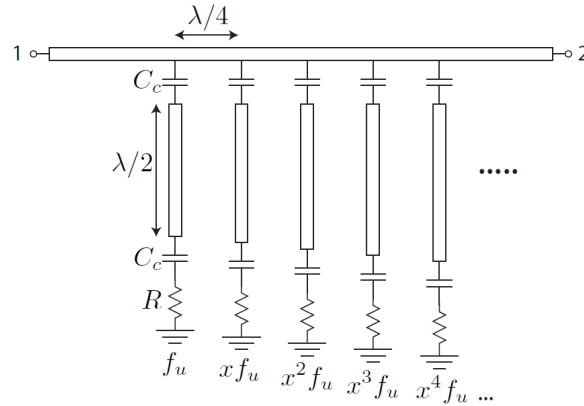 λ/4
1 2
C_c
λ/2
.....
C_c
R
f_u xf_u x^2f_u x^3f_u x^4f_u ...